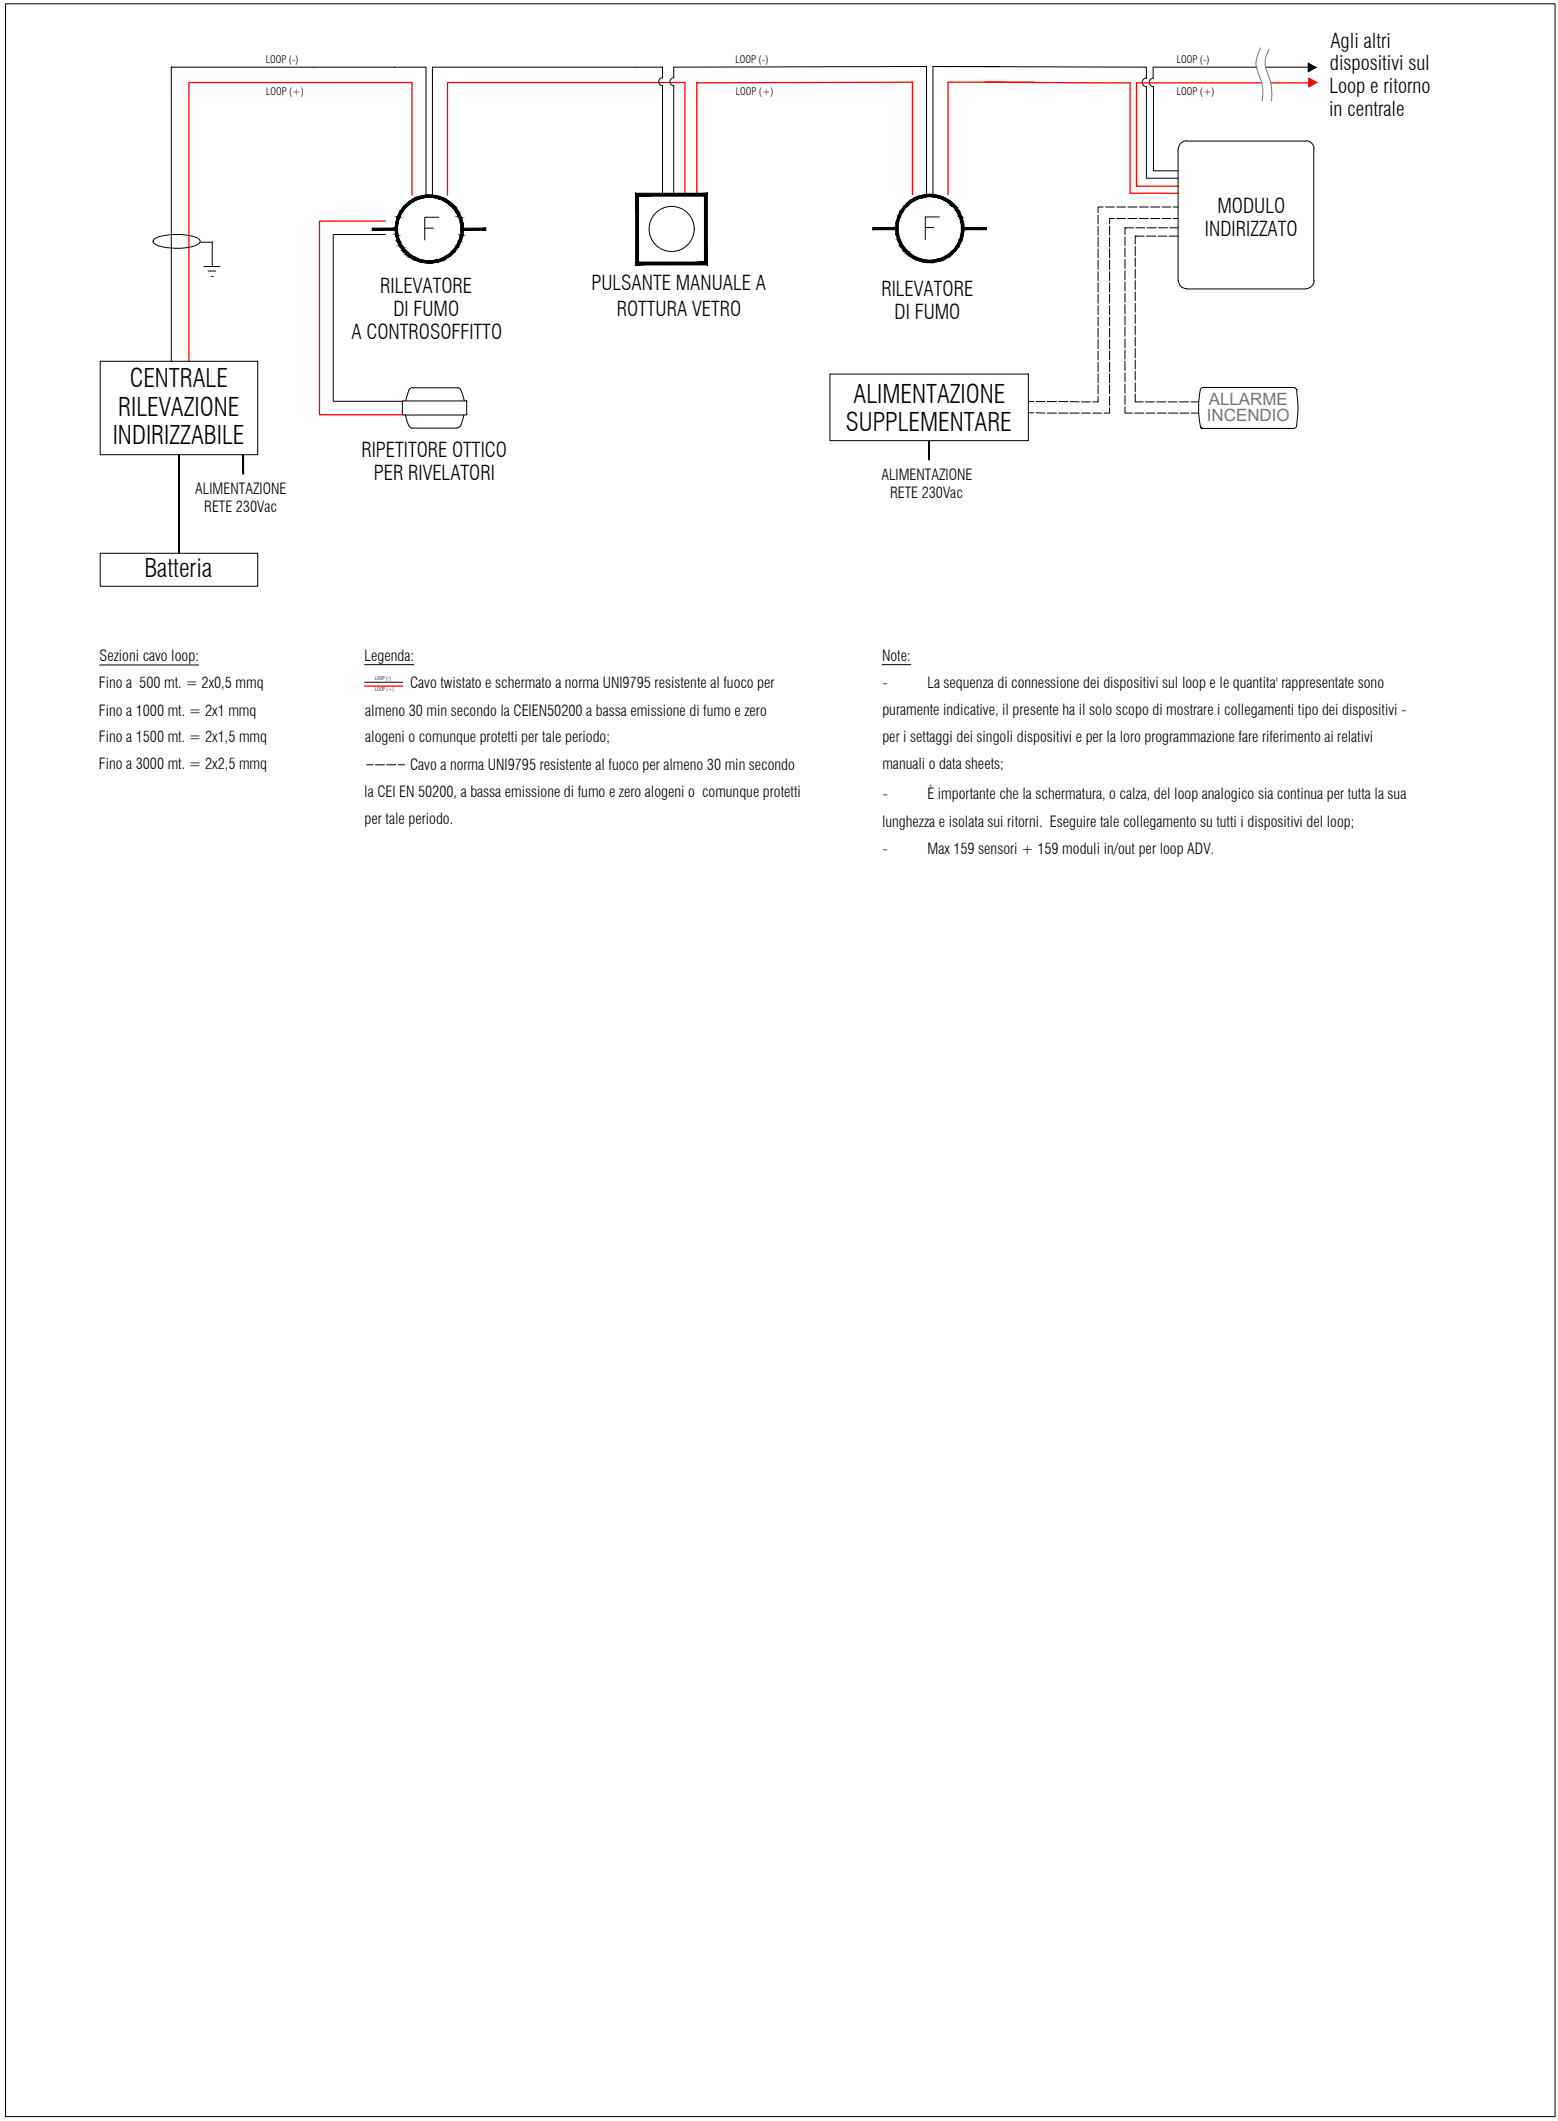 LOOP (-)
LOOP (+)
LOOP (-)
LOOP (+)
LOOP (-)
LOOP (+)
Agli altri
dispositivi sul
Loop e ritorno
in centrale
F
RILEVATORE
DI FUMO
A CONTROSOFFITTO
PULSANTE MANUALE A
ROTTURA VETRO
F
RILEVATORE
DI FUMO
MODULO
INDIRIZZATO
CENTRALE
RILEVAZIONE
INDIRIZZABILE
ALIMENTAZIONE
RETE 230Vac
Batteria
RIPETITORE OTTICO
PER RIVELATORI
ALIMENTAZIONE
SUPPLEMENTARE
ALIMENTAZIONE
RETE 230Vac
ALLARME
INCENDIO
Sezioni cavo loop:
Fino a  500 mt. = 2x0,5 mmq
Fino a 1000 mt. = 2x1 mmq
Fino a 1500 mt. = 2x1,5 mmq
Fino a 3000 mt. = 2x2,5 mmq
Legenda:
LOOP (-)
LOOP (+)
Cavo twistato e schermato a norma UNI9795 resistente al fuoco per
almeno 30 min secondo la CEIEN50200 a bassa emissione di fumo e zero
alogeni o comunque protetti per tale periodo;
Cavo a norma UNI9795 resistente al fuoco per almeno 30 min secondo
la CEI EN 50200, a bassa emissione di fumo e zero alogeni o  comunque protetti
per tale periodo.
Note:
- La sequenza di connessione dei dispositivi sul loop e le quantita' rappresentate sono
puramente indicative, il presente ha il solo scopo di mostrare i collegamenti tipo dei dispositivi -
per i settaggi dei singoli dispositivi e per la loro programmazione fare riferimento ai relativi
manuali o data sheets;
- È importante che la schermatura, o calza, del loop analogico sia continua per tutta la sua
lunghezza e isolata sui ritorni.  Eseguire tale collegamento su tutti i dispositivi del loop;
- Max 159 sensori + 159 moduli in/out per loop ADV.